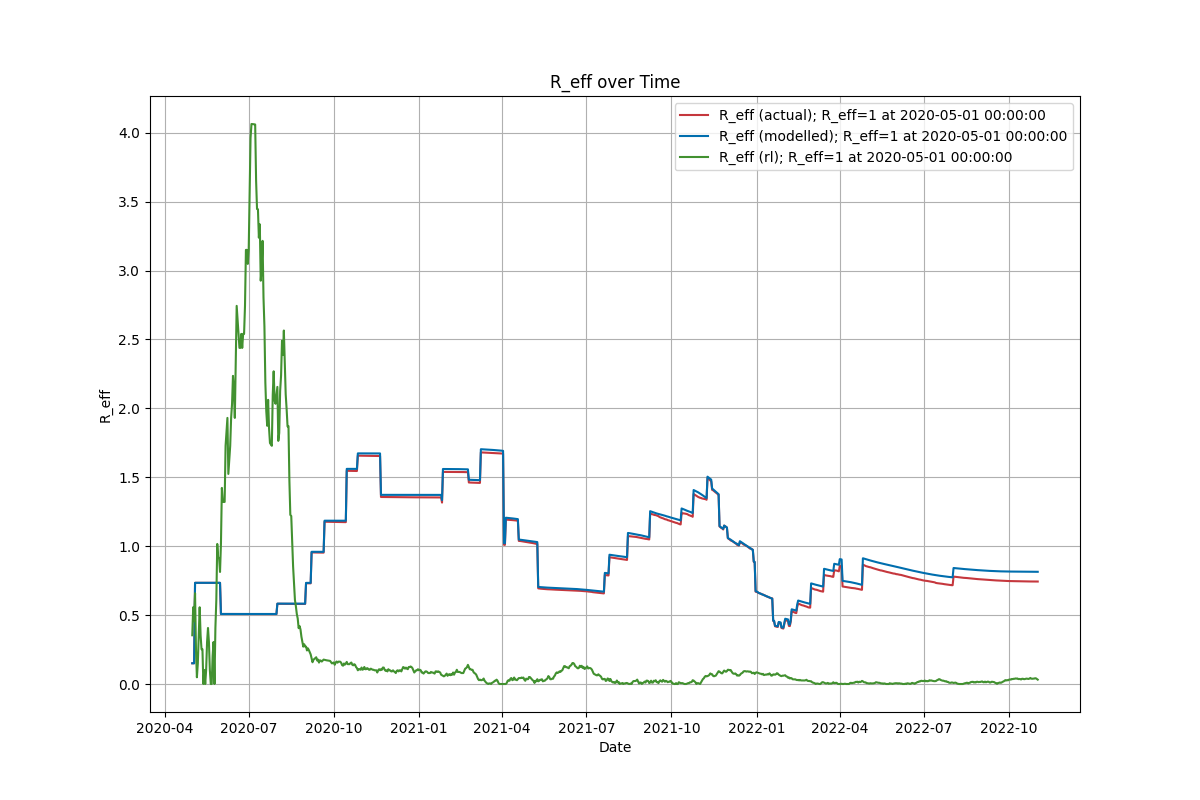 R_eff over Time
R_eff (actual); R_eff=1 at 2020-05-01 00:00:00
R_eff (modelled); R_eff=1 at 2020-05-01 00:00:00
R_eff (rl); R_eff=1 at 2020-05-01 00:00:00
4.0
3.5
3.0
2.5
2.0
1.5
1.0
0.5
0.0
R_eff
2020-04 2020-07 2020-10 2021-01 2021-04 2021-07 2021-10 2022-01 2022-04 2022-07 2022-10
Date